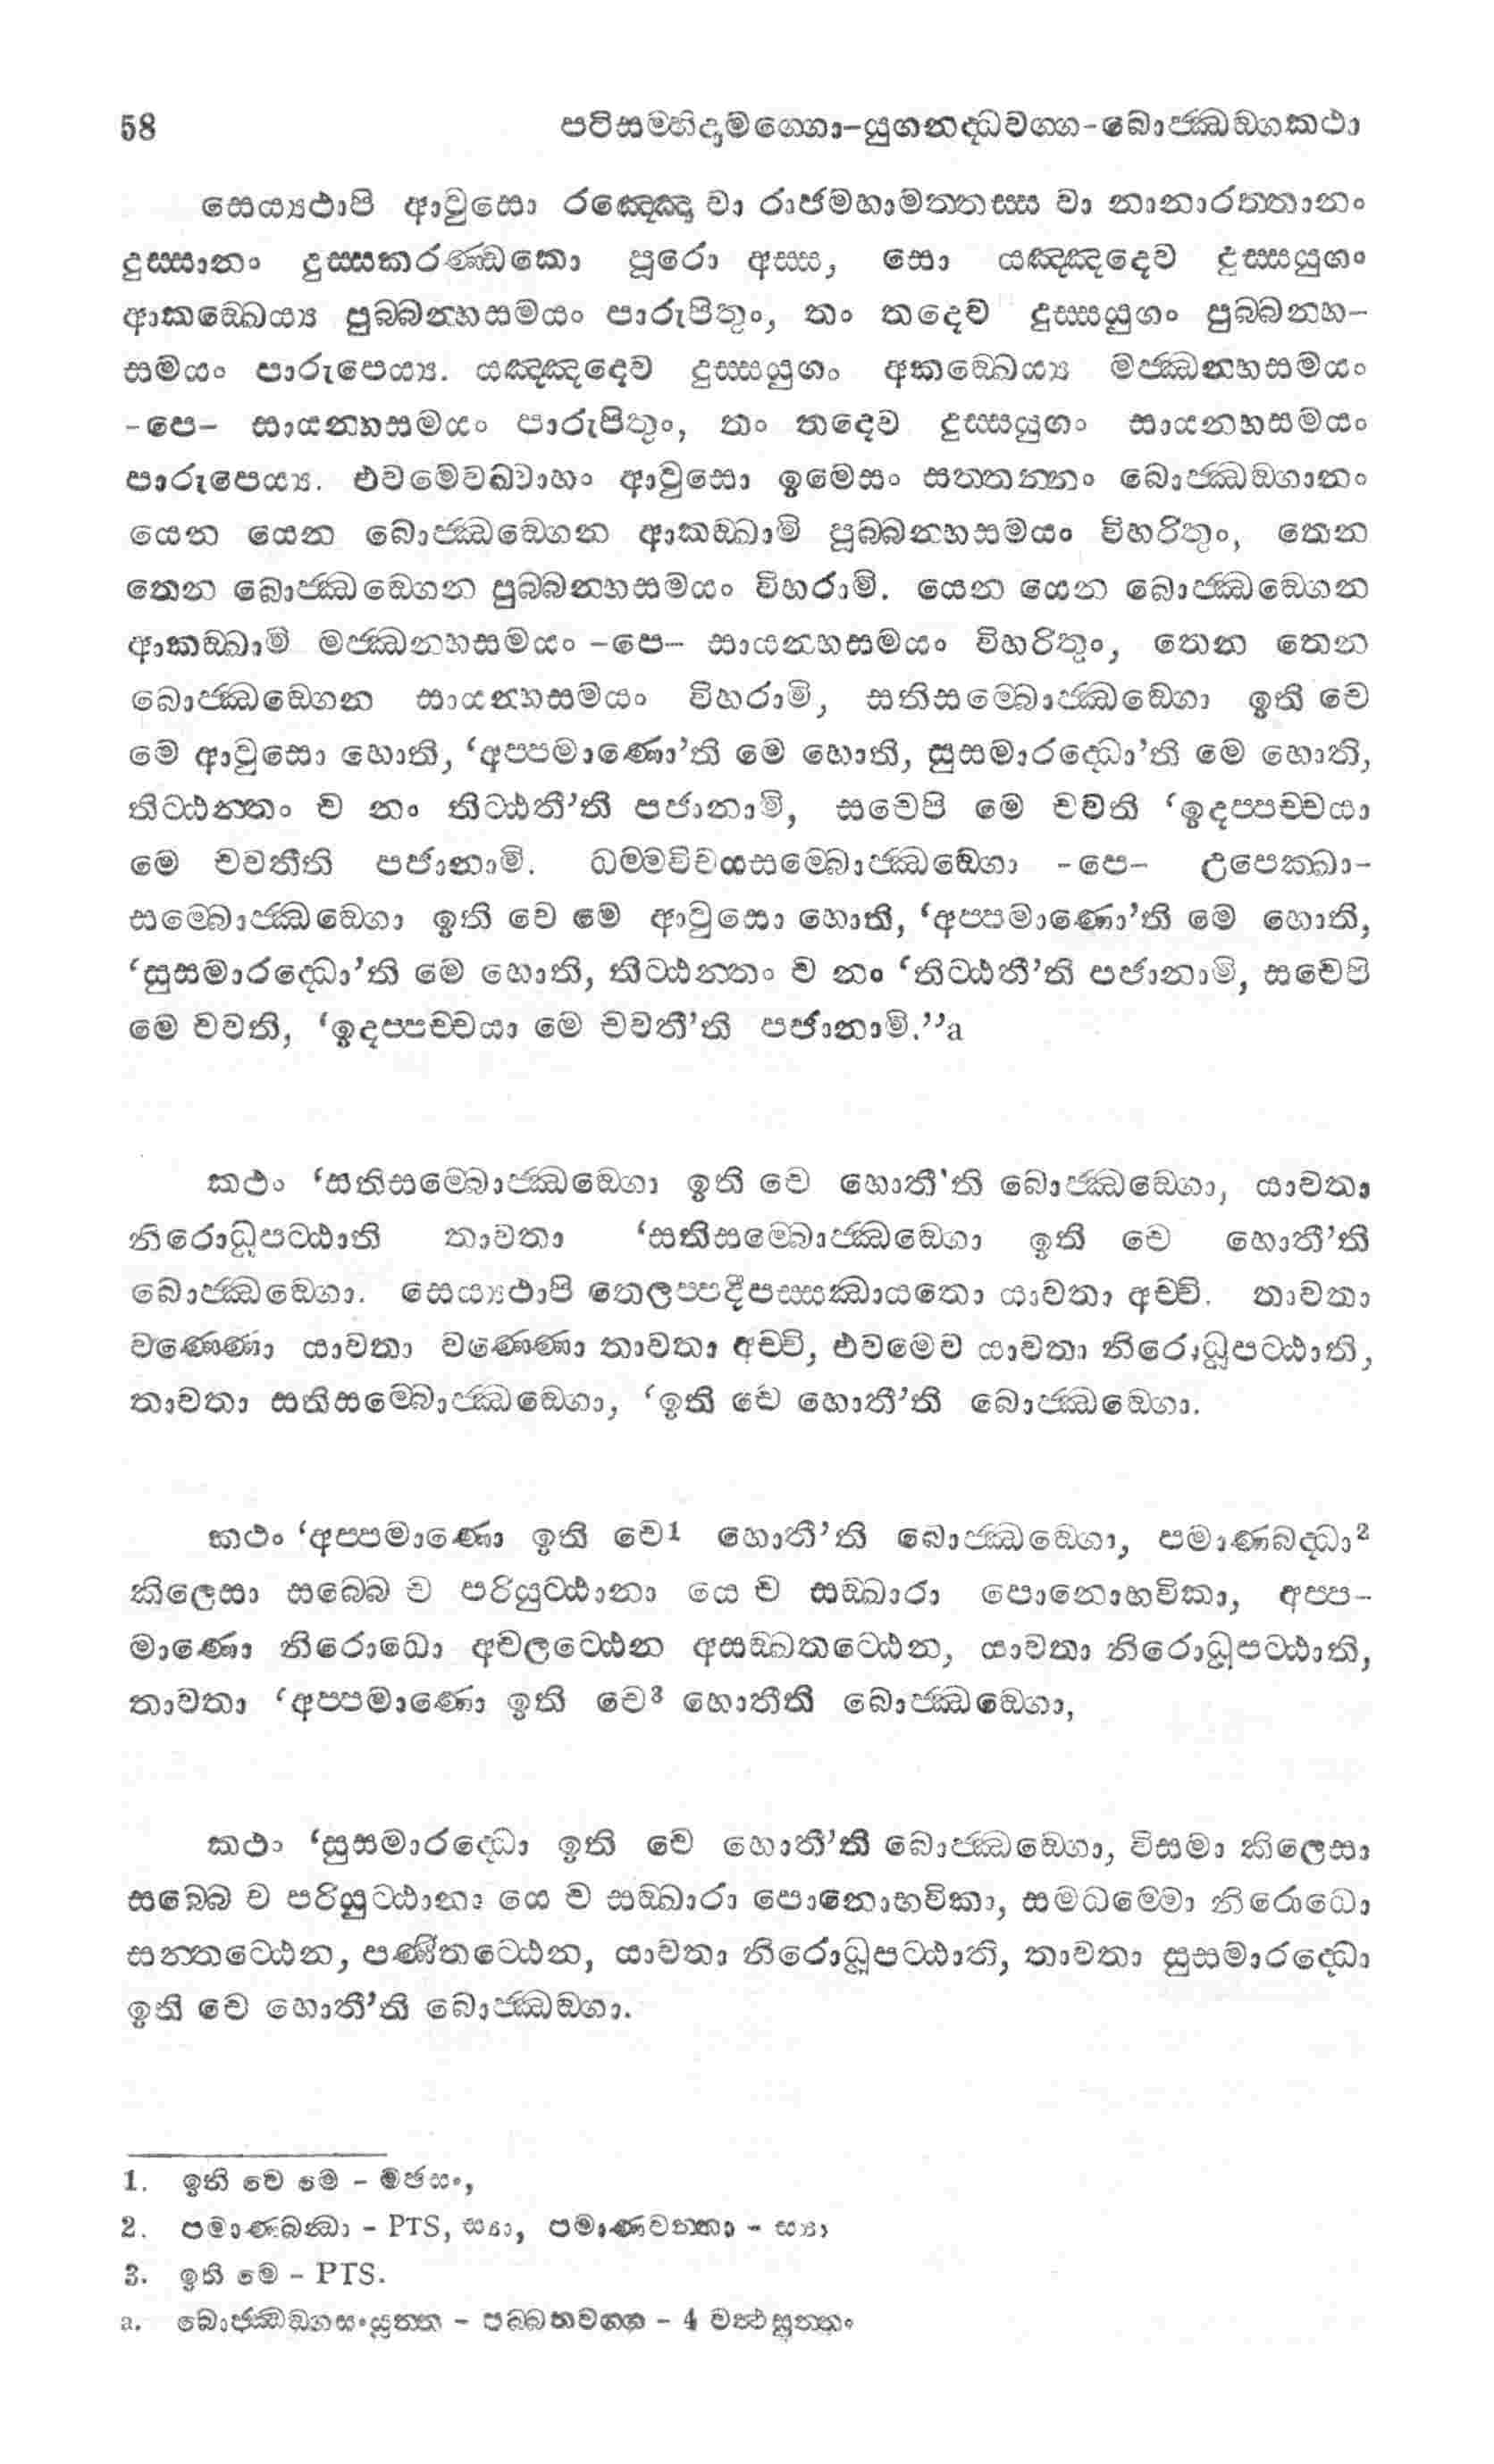 58 පටිසම්භිදාමග්ගො-යුගනද්ධවග්ග-බොජ්ඣඞ්ගකථා
සෙය්‍යථාපි ආවුසො රඤ්ඤො වා රාජමහාමත්තස්ස වා නානාරත්තානං
දුස්සානං දුස්සකරණ්ඩකො පූරො අස්ස, සො යඤ්ඤදෙව දුස්සයුගං
ආකඞ්ඛෙය්‍ය පුබ්බන්හසමයං පාරුපිතුං, තං තදෙව දුස්සයුගං පුබ්බන්හ-
සමයං පාරුපෙය්‍ය. යඤ්ඤදෙව දුස්සයුගං අකඞ්ඛෙය්‍ය මජ්ඣන්හසමයං
-පෙ- සායන්හසමයං පාරුපිතුං, තං තදෙව දුස්සයුගං සායන්හසමයං
පාරුපෙය්‍ය. එවමෙවඛ්වාහං ආවුසො ඉමෙසං සත්තන්නං බොජ්ඣඞ්ගානං
යෙන යෙන බොජ්ඣඞ්ගෙන ආකඞ්ඛාමි පුබ්බන්හසමයං විහරිතුං, තෙන
තෙන බොජ්ඣඞ්ගෙන පුබ්බන්හසමයං විහරාමි. යෙන යෙන බොජ්ඣඞ්ගෙන
ආකඞ්ඛාමි මජ්ඣන්හසමයං -පෙ- සායන්හසමයං විහරිතුං, තෙන තෙන
බොජ්ඣඞ්ගෙන සායන්හසමයං විහරාමි, සතිසම්බොජ්ඣඞ්ගො ඉති චෙ
මෙ ආවුසො හොති, ‘අප්පමාණො’ති මෙ හොති, සුසමාරද්ධො’ති මෙ හොති,
තිට්ඨන්තං ච නං තිට්ඨතී’ති පජානාමි, සචෙපි මෙ චවති ‘ඉදප්පච්චයා
මෙ චවතීති පජානාමි. ධම්මවිචයසම්බොජ්ඣඞ්ගො -පෙ- උපෙක්ඛා-
සම්බොජ්ඣඞ්ගො ඉති චෙ මෙ ආවුසො හොති, ‘අප්පමාණො’ති මෙ හොති,
‘සුසමාරද්ධො’ති මෙ හොති, තිට්ඨන්තං ච නං ‘තිට්ඨතී’ති පජානාමි, සචෙපි
මෙ චවති, ‘ඉදප්පච්චයා මෙ චවතී’ති පජානාමි.’’a
කථං ‘සතිසම්බොජ්ඣඞ්ගො ඉති චෙ හොතී’ති බොජ්ඣඞ්ගො, යාවතා
නිරොධූපට්ඨාති තාවතා ‘සතිසම්බොජ්ඣඞ්ගො ඉති චෙ හොතී’ති
බොජ්ඣඞ්ගො. සෙය්‍යථාපි තෙලප්පදීපස්සඣායතො යාවතා අච්චි. තාවතා
වණ්ණො යාවතා වණ්ණො තාවතා අච්චි, එවමෙව යාවතා නිරොධූපට්ඨාති,
තාවතා සතිසම්බොජ්ඣඞ්ගො, ‘ඉති චෙ හොතී’ති බොජ්ඣඞ්ගො.
කථං ‘අප්පමාණො ඉති චෙ¹ හොතී’ති බොජ්ඣඞ්ගො, පමාණබද්ධා²
කිලෙසා සබ්බෙ ච පරියුට්ඨානා යෙ ච සඞ්ඛාරා පොනොභවිකා, අප්ප-
මාණො නිරොධො අචලට්ඨෙන අසඞ්ඛතට්ඨෙන, යාවතා නිරොධූපට්ඨාති,
තාවතා ‘අප්පමාණො ඉති චෙ³ හොතීති බොජ්ඣඞ්ගො,
කථං ‘සුසමාරද්ධො ඉති චෙ හොතී’ති බොජ්ඣඞ්ගො, විසමා කිලෙසා
සබ්බෙ ච පරියුට්ඨානා යෙ ච සඞ්ඛාරා පොනොභවිකා, සමධම්මො නිරොධො
සන්තට්ඨෙන, පණීතට්ඨෙන, යාවතා නිරොධූපට්ඨාති, තාවතා සුසමාරද්ධො
ඉති චෙ හොතී’ති බොජ්ඣඞ්ගා.
1. ඉති චෙ මෙ - මජසං,
2. පමාණබන්ධා - PTS, ස්‍යා, පමාණවන්තා - ස්‍යා
3. ඉති මෙ - PTS.
a. බොජ්ඣඞ්ගසංයුත්ත - පබ්බතවග්ග - 4 වත්ථසුත්තං